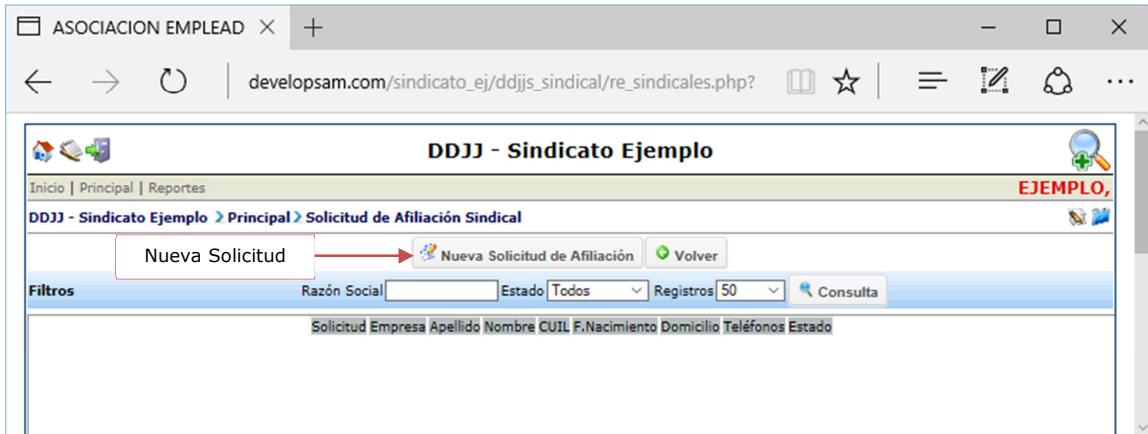 ASOCIACION EMPLEAD
developsam.com/sindicato_ej/ddjjs_sindical/re_sindicales.php?
DDJJ - Sindicato Ejemplo
Inicio | Principal | Reportes EJEMPLO,
DDJJ - Sindicato Ejemplo Principal Solicitud de Afiliación Sindical
Nueva Solicitud Nueva Solicitud de Afiliación Volver
Filtros Razón Social Estado Todos Registros 50 Consulta
Solicitud Empresa Apellido Nombre CUIL F.Nacimiento Domicilio Teléfonos Estado